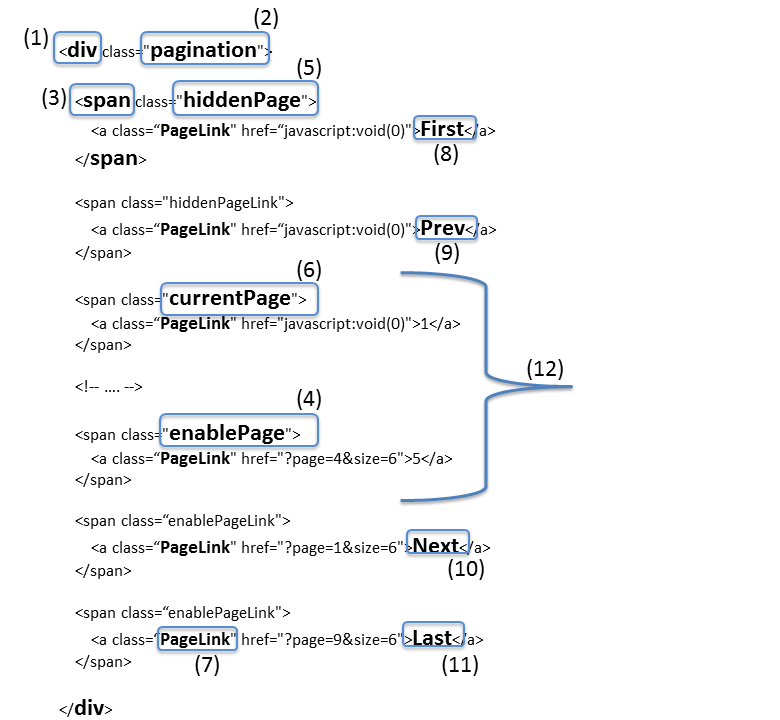 (2)
(1) <div class="pagination">
(5)
(3) <span class="hiddenPage">
<a class=“PageLink" href=“javascript:void(0)">First</a>
</span> (8)
<span class="hiddenPageLink">
<a class=“PageLink" href=“javascript:void(0)">Prev</a>
</span> (9)
(6)
<span class="currentPage">
<a class=“PageLink" href="javascript:void(0)">1</a>
</span>
(12)
<!-- .... -->
(4)
<span class="enablePage">
<a class=“PageLink" href="?page=4&size=6">5</a>
</span>
<span class=“enablePageLink">
<a class=“PageLink" href="?page=1&size=6">Next</a>
</span> (10)
<span class=“enablePageLink">
<a class=“PageLink" href="?page=9&size=6">Last</a>
</span> (7) (11)
</div>